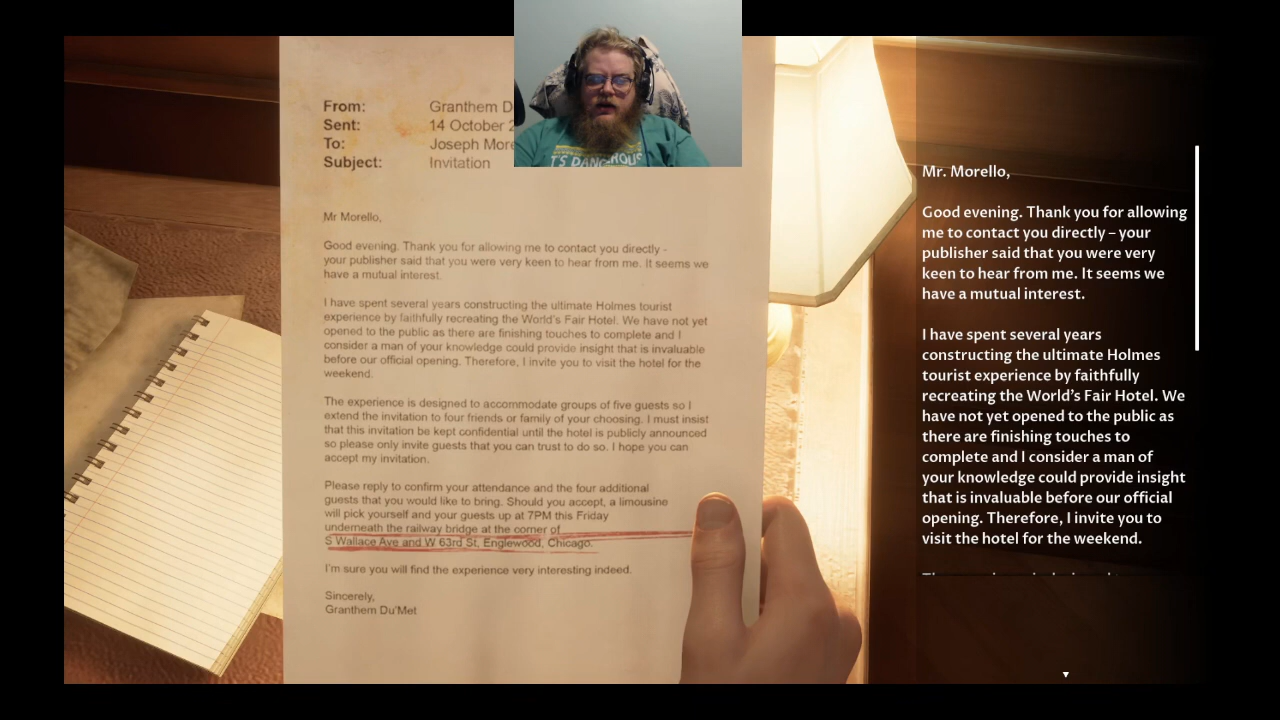 From: Granthem D
Sent: 14 October 2
To: Joseph More
Subject: Invitation
Mr Morello,
Good evening. Thank you for allowing me to contact you directly -
your publisher said that you were very keen to hear from me. It seems we
have a mutual interest.
I have spent several years constructing the ultimate Holmes tourist
experience by faithfully recreating the World's Fair Hotel. We have not yet
opened to the public as there are finishing touches to complete and I
consider a man of your knowledge could provide insight that is invaluable
before our official opening. Therefore, I invite you to visit the hotel for the
weekend.
The experience is designed to accommodate groups of five guests so I
extend the invitation to four friends or family of your choosing. I must insist
that this invitation be kept confidential until the hotel is publicly announced
so please only invite guests that you can trust to do so. I hope you can
accept my invitation.
Please reply to confirm your attendance and the four additional
guests that you would like to bring. Should you accept, a limousine
will pick yourself and your guests up at 7PM this Friday
underneath the railway bridge at the corner of
S Wallace Ave and W 63rd St, Englewood, Chicago.
I'm sure you will find the experience very interesting indeed.
Sincerely,
Granthem Du'Met
IT'S DANGEROUS
Mr. Morello,
Good evening. Thank you for allowing
me to contact you directly – your
publisher said that you were very
keen to hear from me. It seems we
have a mutual interest.
I have spent several years
constructing the ultimate Holmes
tourist experience by faithfully
recreating the World's Fair Hotel. We
have not yet opened to the public as
there are finishing touches to
complete and I consider a man of
your knowledge could provide insight
that is invaluable before our official
opening. Therefore, I invite you to
visit the hotel for the weekend.